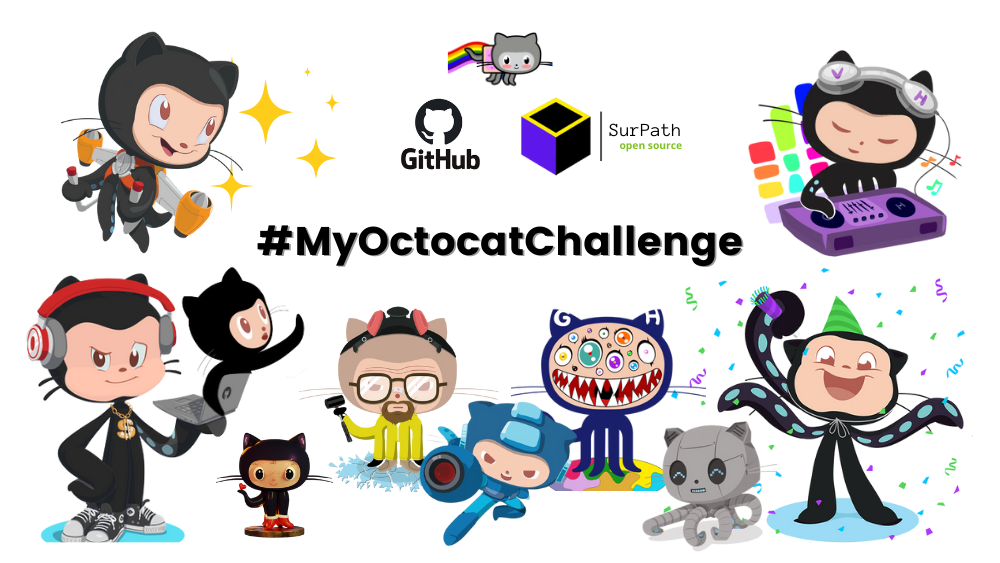 GitHub
SurPath
open source
V
H
#MyOctocatChallenge
$
G H